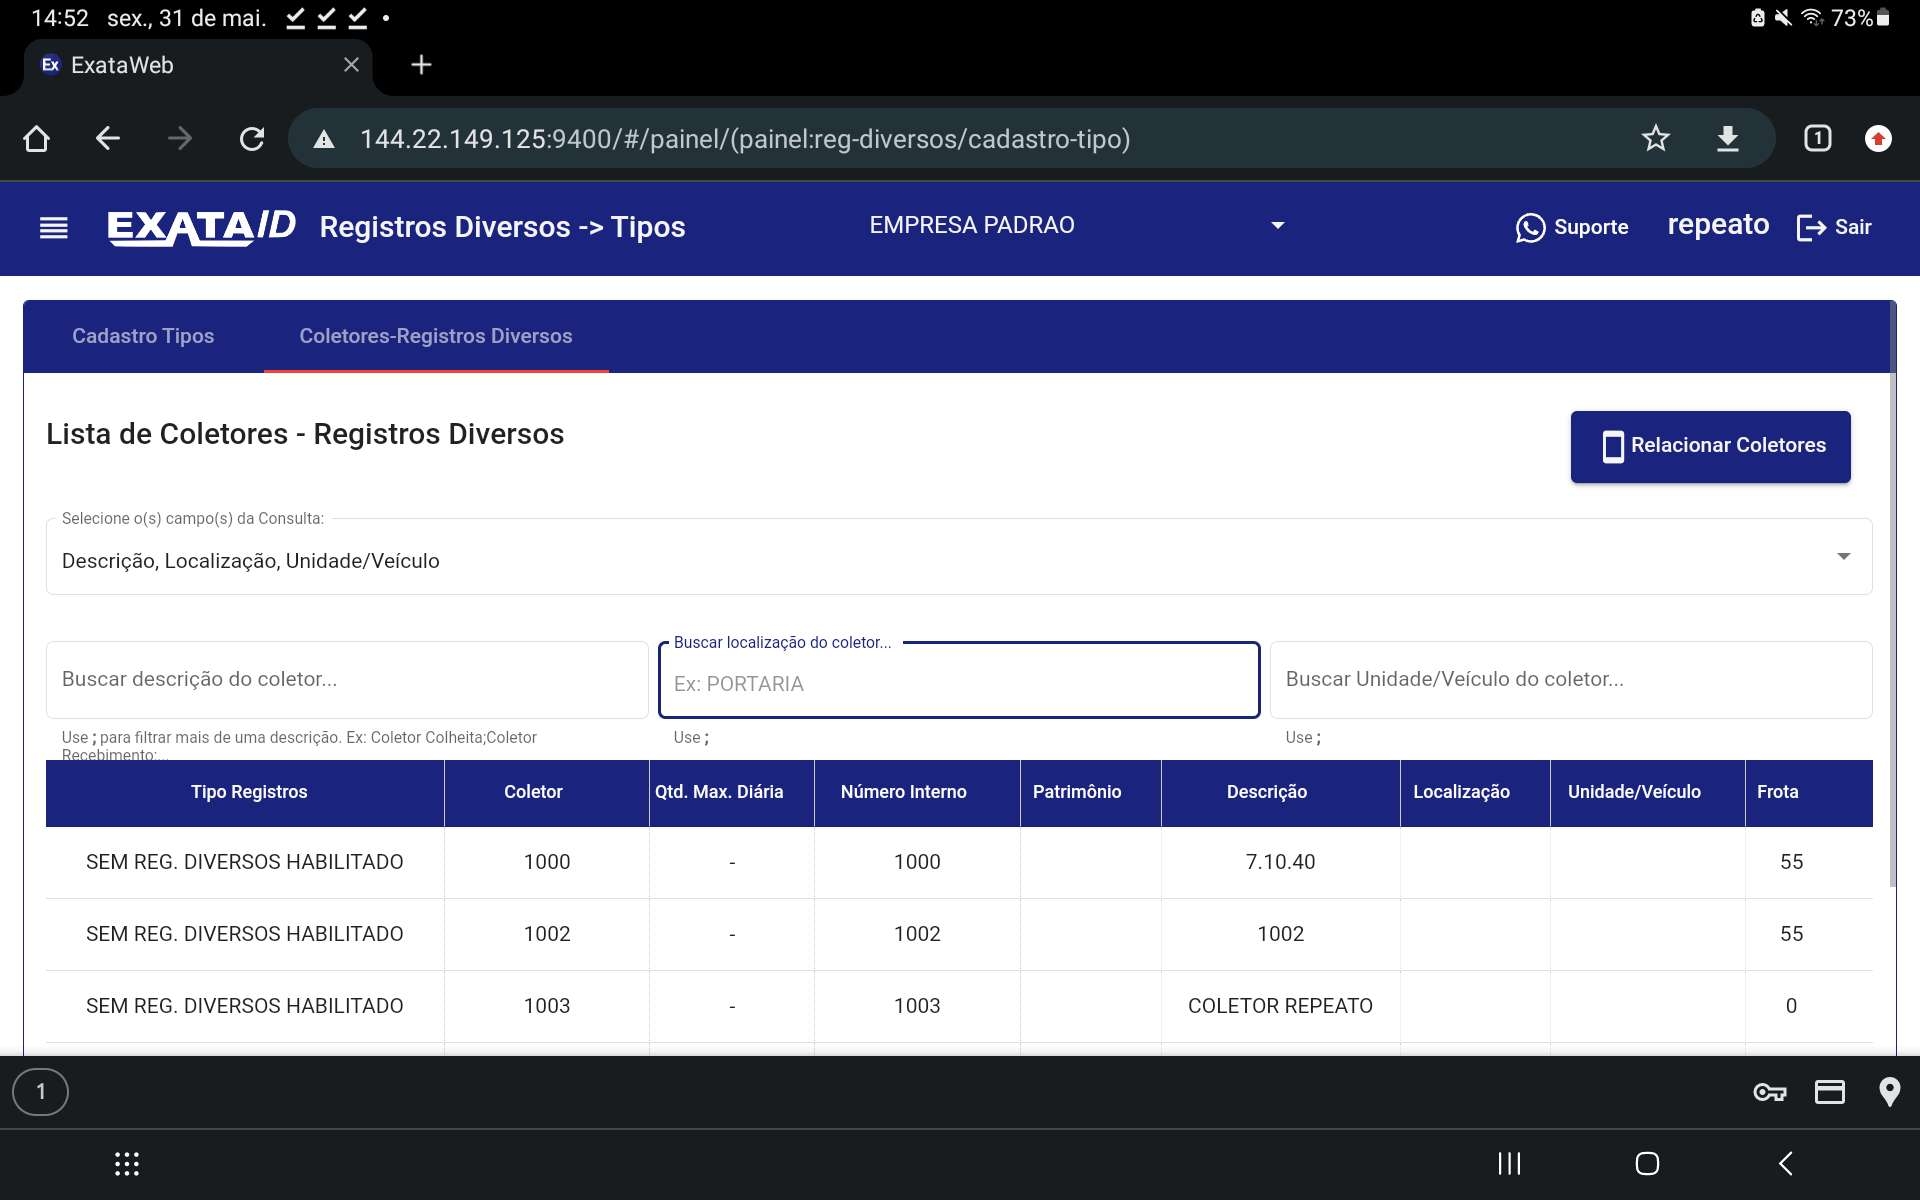 14:52 sex., 31 de mai. 73%
Ex ExataWeb
144.22.149.125:9400/#/painel/(painel:reg-diversos/cadastro-tipo) 1
EXATAID Registros Diversos -> Tipos EMPRESA PADRAO Suporte repeato Sair
Cadastro Tipos Coletores-Registros Diversos
Lista de Coletores - Registros Diversos
Relacionar Coletores
Selecione o(s) campo(s) da Consulta:
Descrição, Localização, Unidade/Veículo
Buscar localização do coletor...
Buscar descrição do coletor... Ex: PORTARIA Buscar Unidade/Veículo do coletor...
Use ; para filtrar mais de uma descrição. Ex: Coletor Colheita;Coletor Use ; Use ;
Recebimento;...
Tipo Registros Coletor Qtd. Max. Diária Número Interno Patrimônio Descrição Localização Unidade/Veículo Frota
SEM REG. DIVERSOS HABILITADO 1000 - 1000 7.10.40 55
SEM REG. DIVERSOS HABILITADO 1002 - 1002 1002 55
SEM REG. DIVERSOS HABILITADO 1003 - 1003 COLETOR REPEATO 0
1